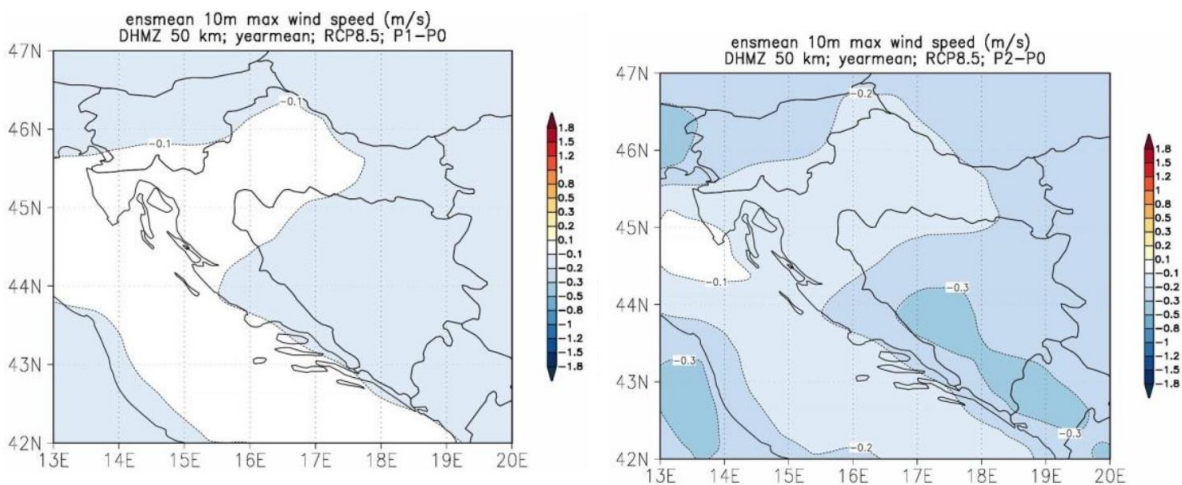 ensmean 10m max wind speed (m/s)
DHMZ 50 km; yearmean; RCP8.5; P1-P0
47N
46N
45N
44N
43N
42N
13E 14E 15E 16E 17E 18E 19E 20E
-0.1
-0.1
1.8
1.5
1.2
1
0.8
0.5
0.3
0.2
0.1
-0.1
-0.2
-0.3
-0.5
-0.8
-1
-1.2
-1.5
-1.8
ensmean 10m max wind speed (m/s)
DHMZ 50 km; yearmean; RCP8.5; P2-P0
47N
46N
45N
44N
43N
42N
13E 14E 15E 16E 17E 18E 19E 20E
-0.2
-0.1
-0.3
-0.3
-0.3
-0.2
1.8
1.5
1.2
1
0.8
0.5
0.3
0.2
0.1
-0.1
-0.2
-0.3
-0.5
-0.8
-1
-1.2
-1.5
-1.8